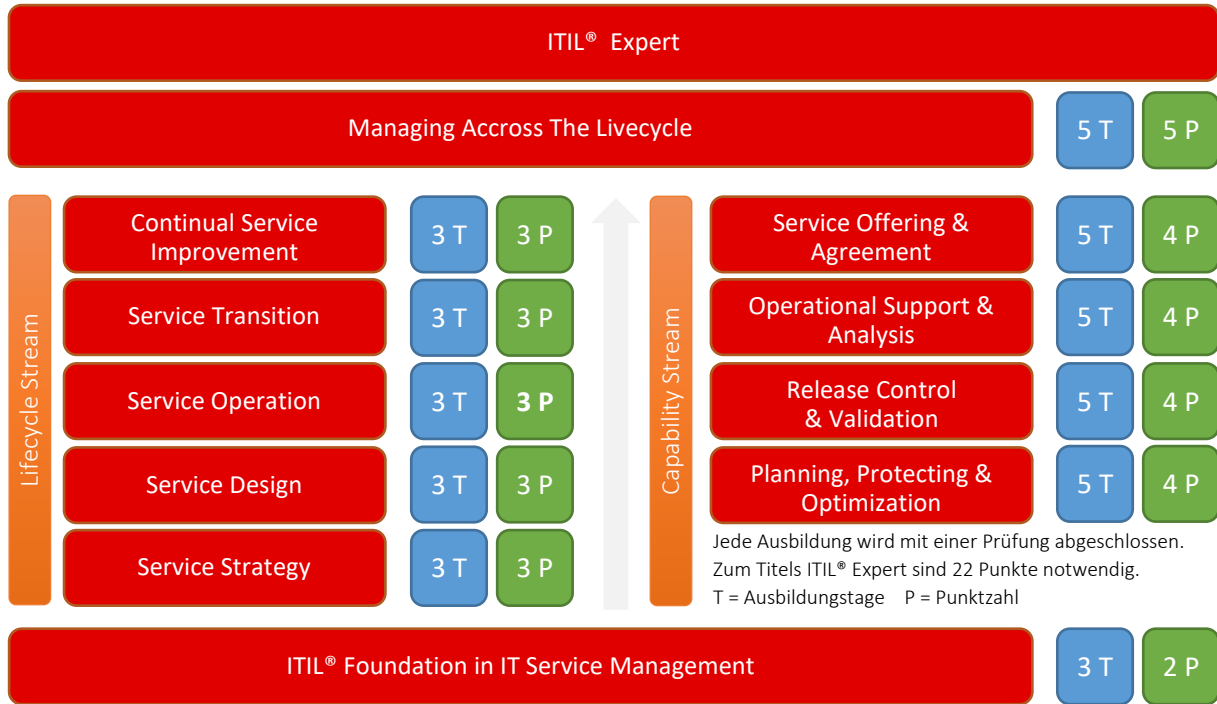 ITIL® Expert
Managing Accross The Livecycle
5 T
5 P
Lifecycle Stream
Continual Service
Improvement
3 T
3 P
Service Transition
3 T
3 P
Service Operation
3 T
3 P
Service Design
3 T
3 P
Service Strategy
3 T
3 P
Capability Stream
Service Offering &
Agreement
5 T
4 P
Operational Support &
Analysis
5 T
4 P
Release Control
& Validation
5 T
4 P
Planning, Protecting &
Optimization
5 T
4 P
Jede Ausbildung wird mit einer Prüfung abgeschlossen.
Zum Titels ITIL® Expert sind 22 Punkte notwendig.
T = Ausbildungstage P = Punktzahl
ITIL® Foundation in IT Service Management
3 T
2 P